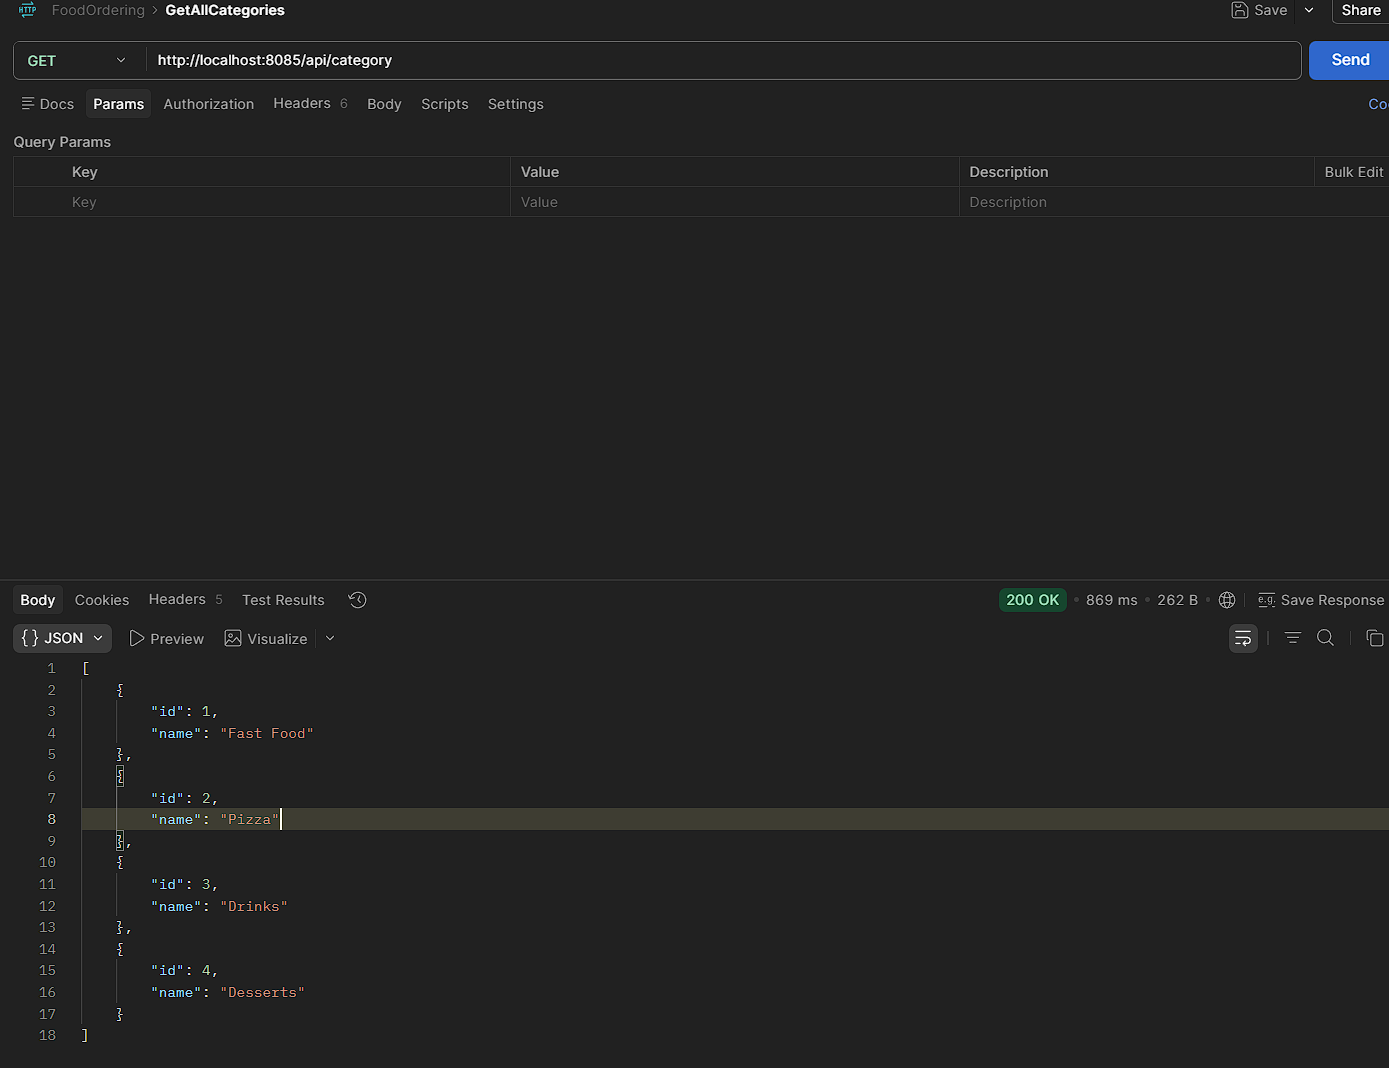 HTTP FoodOrdering > GetAllCategories Save Share
GET http://localhost:8085/api/category Send
Docs Params Authorization Headers 6 Body Scripts Settings
Query Params
Key Value Description Bulk Edit
Key Value Description
Body Cookies Headers 5 Test Results 200 OK • 869 ms • 262 B • e.g. Save Response
{} JSON Preview Visualize
1 [
2 {
3 "id": 1,
4 "name": "Fast Food"
5 },
6 {
7 "id": 2,
8 "name": "Pizza"
9 },
10 {
11 "id": 3,
12 "name": "Drinks"
13 },
14 {
15 "id": 4,
16 "name": "Desserts"
17 }
18 ]